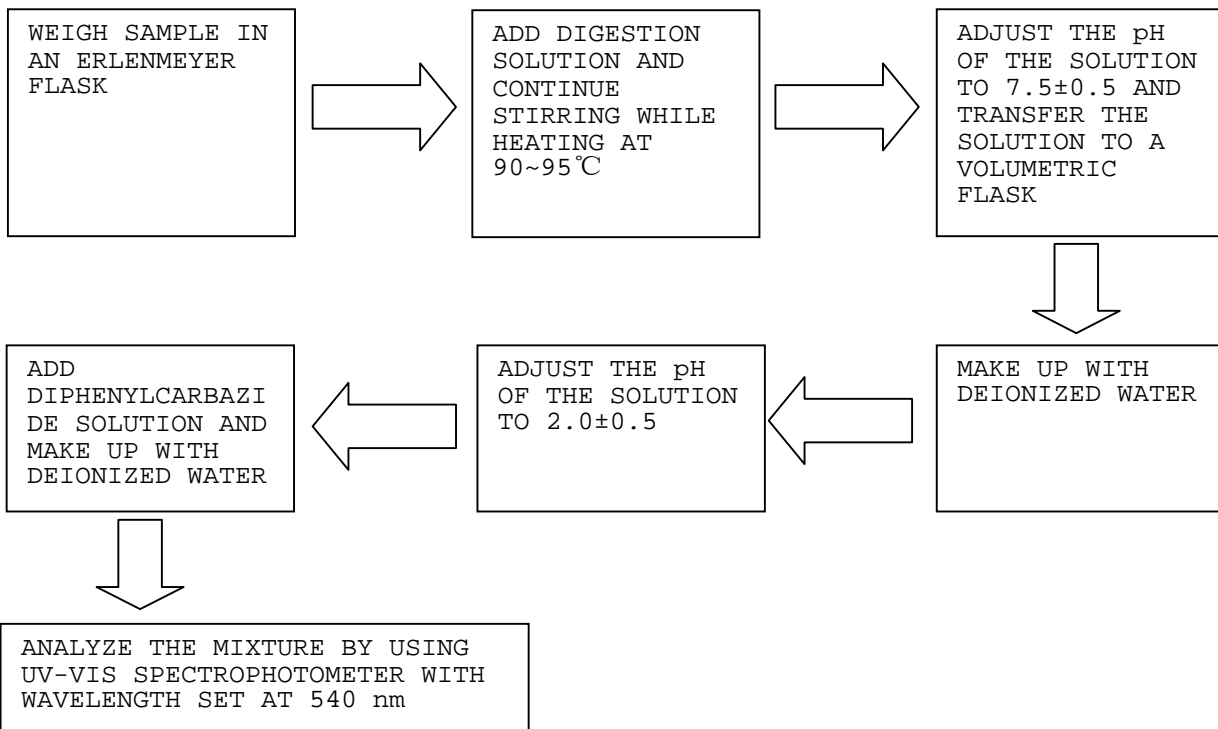 WEIGH SAMPLE IN
AN ERLENMEYER
FLASK
ADD DIGESTION
SOLUTION AND
CONTINUE
STIRRING WHILE
HEATING AT
90~95℃
ADJUST THE pH
OF THE SOLUTION
TO 7.5±0.5 AND
TRANSFER THE
SOLUTION TO A
VOLUMETRIC
FLASK
MAKE UP WITH
DEIONIZED WATER
ADJUST THE pH
OF THE SOLUTION
TO 2.0±0.5
ADD
DIPHENYLCARBAZI
DE SOLUTION AND
MAKE UP WITH
DEIONIZED WATER
ANALYZE THE MIXTURE BY USING
UV-VIS SPECTROPHOTOMETER WITH
WAVELENGTH SET AT 540 nm